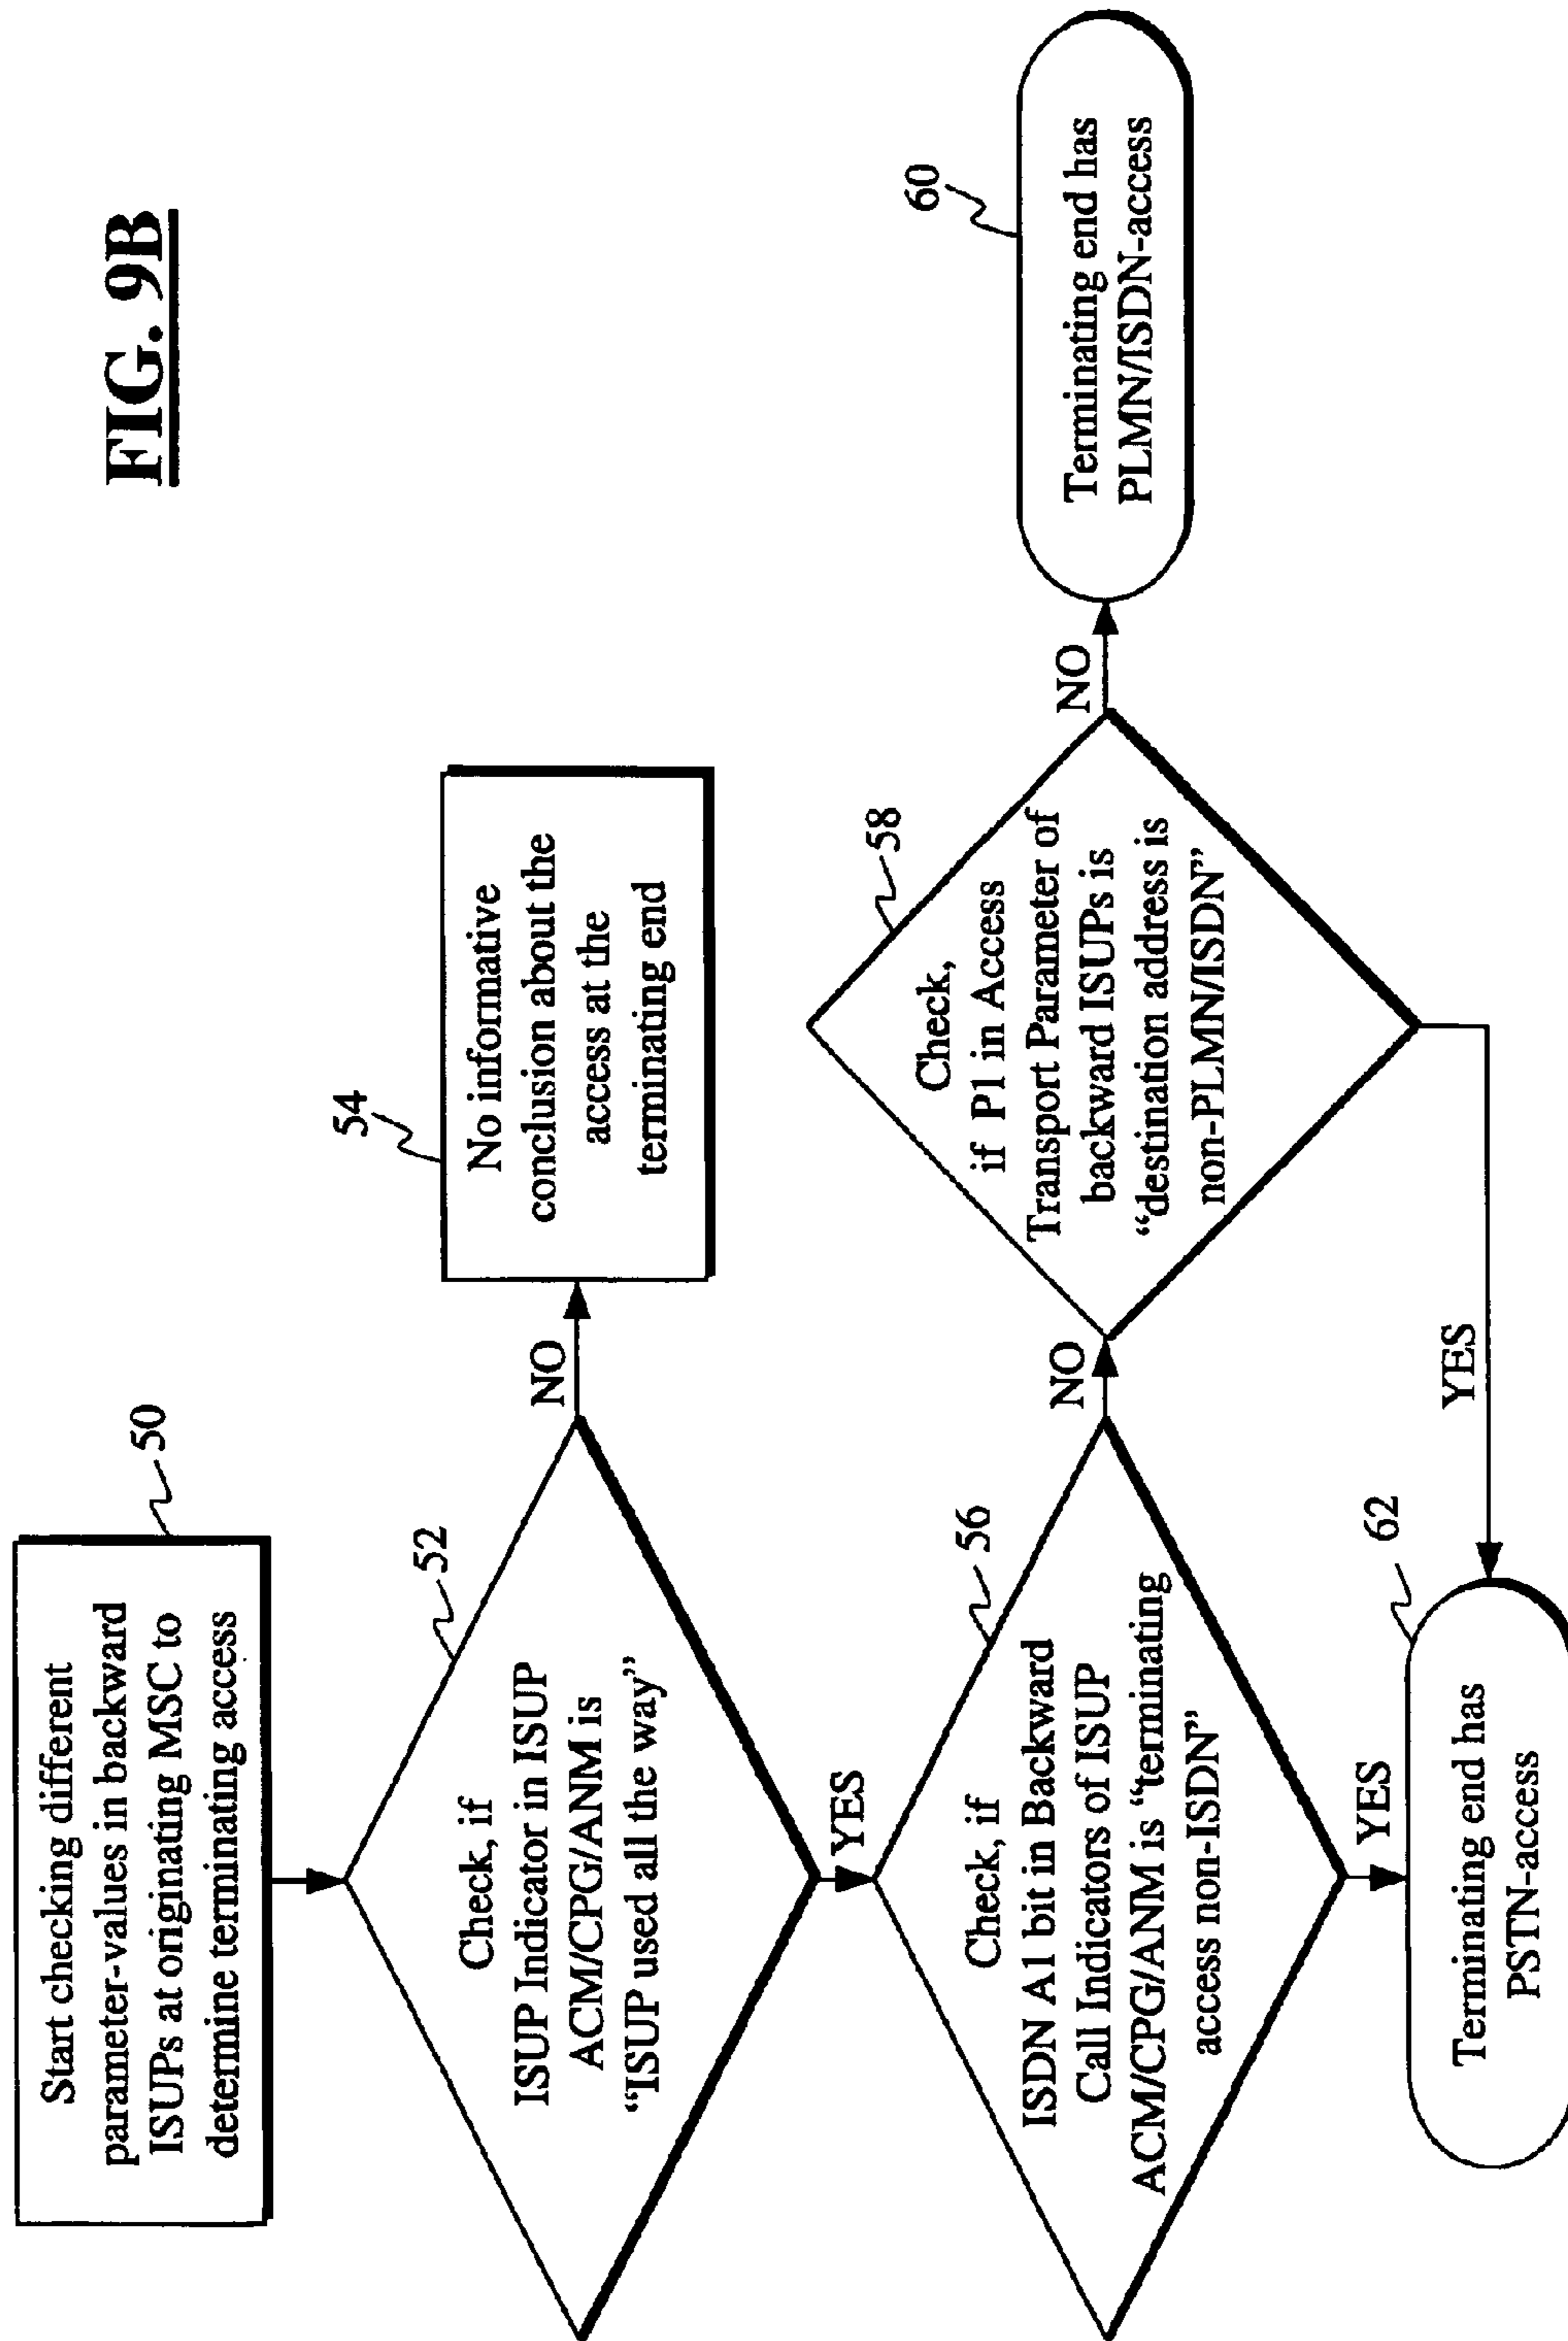 FIG. 9B
50
Start checking different
parameter-values in backward
ISUPs at originating MSC to
determine terminating access
52
Check, if
ISUP Indicator in ISUP
ACM/CPG/ANM is
“ISUP used all the way”
NO
54
No informative
conclusion about the
access at the
terminating end
YES
56
Check, if
ISDN A1 bit in Backward
Call Indicators of ISUP
ACM/CPG/ANM is “terminating
access non-ISDN”
NO
58
Check,
if P1 in Access
Transport Parameter of
backward ISUPs is
“destination address is
non-PLMN/ISDN”
NO
60
Terminating end has
PLMN/ISDN-access
YES
YES
62
Terminating end has
PSTN-access